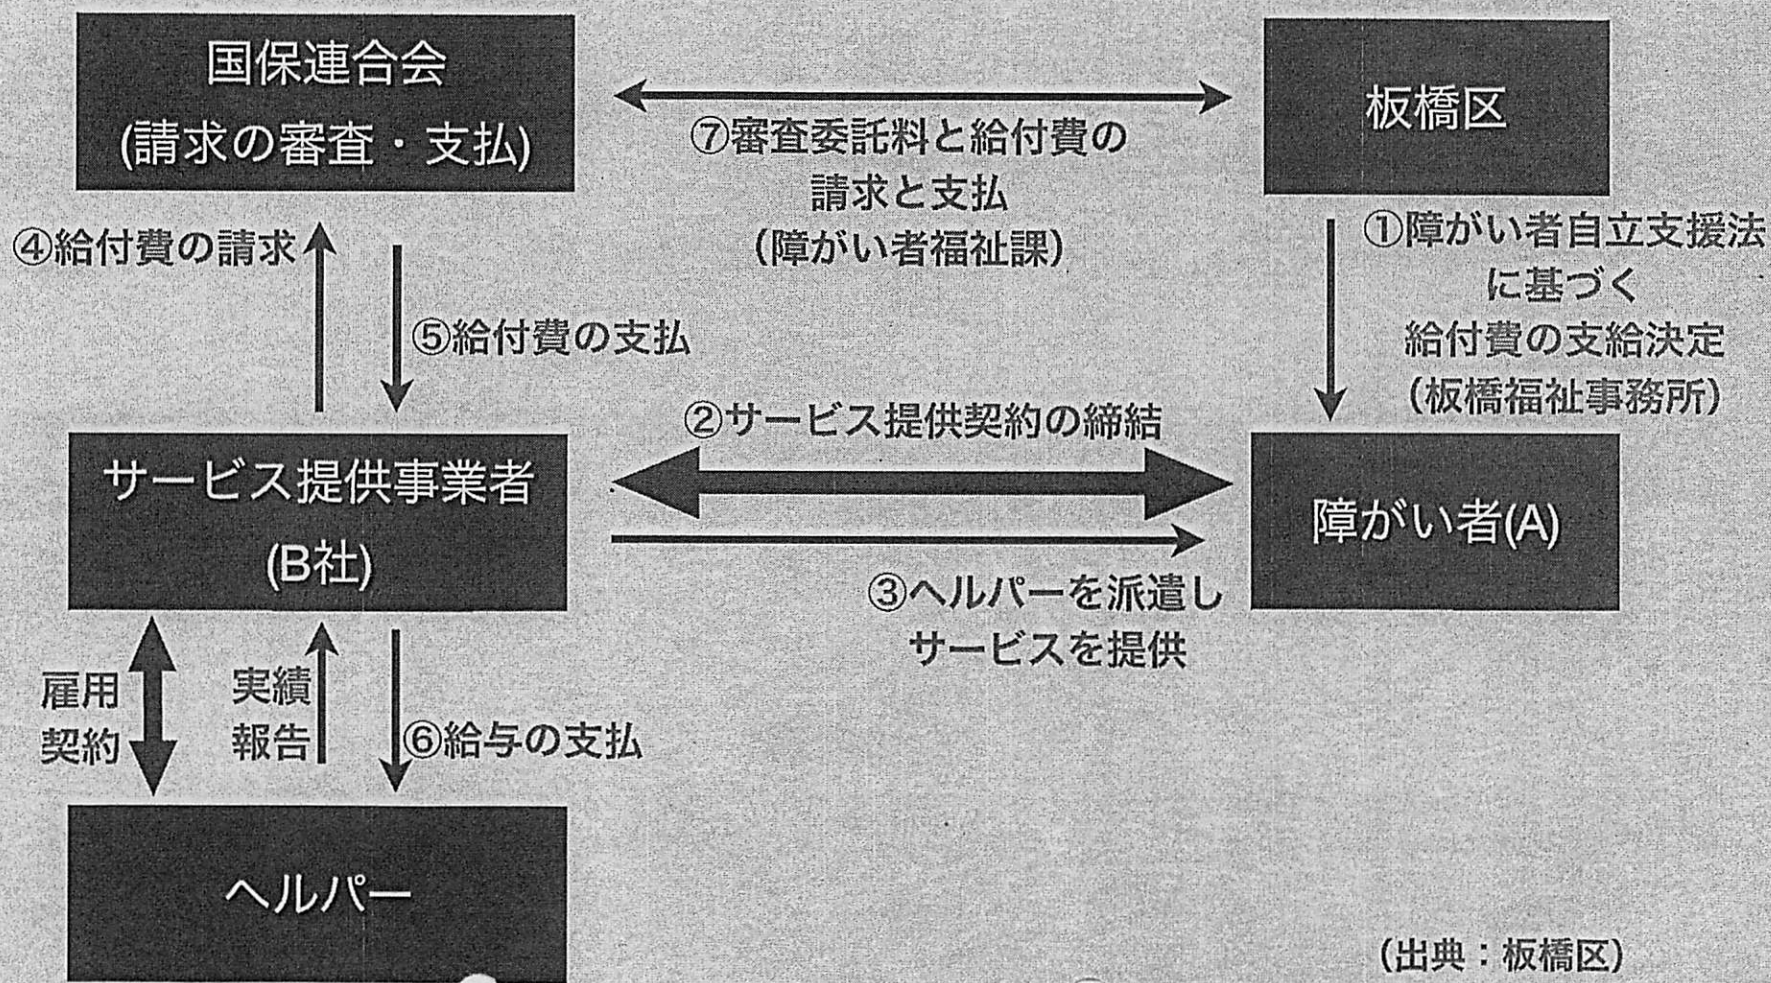 国保連合会
(請求の審査・支払)
板橋区
⑦審査委託料と給付費の
請求と支払
(障がい者福祉課)
④給付費の請求
⑤給付費の支払
①障がい者自立支援法
に基づく
給付費の支給決定
(板橋福祉事務所)
サービス提供事業者
(B社)
②サービス提供契約の締結
障がい者(A)
③ヘルパーを派遣し
サービスを提供
雇用
契約
実績
報告
⑥給与の支払
ヘルパー
(出典：板橋区)